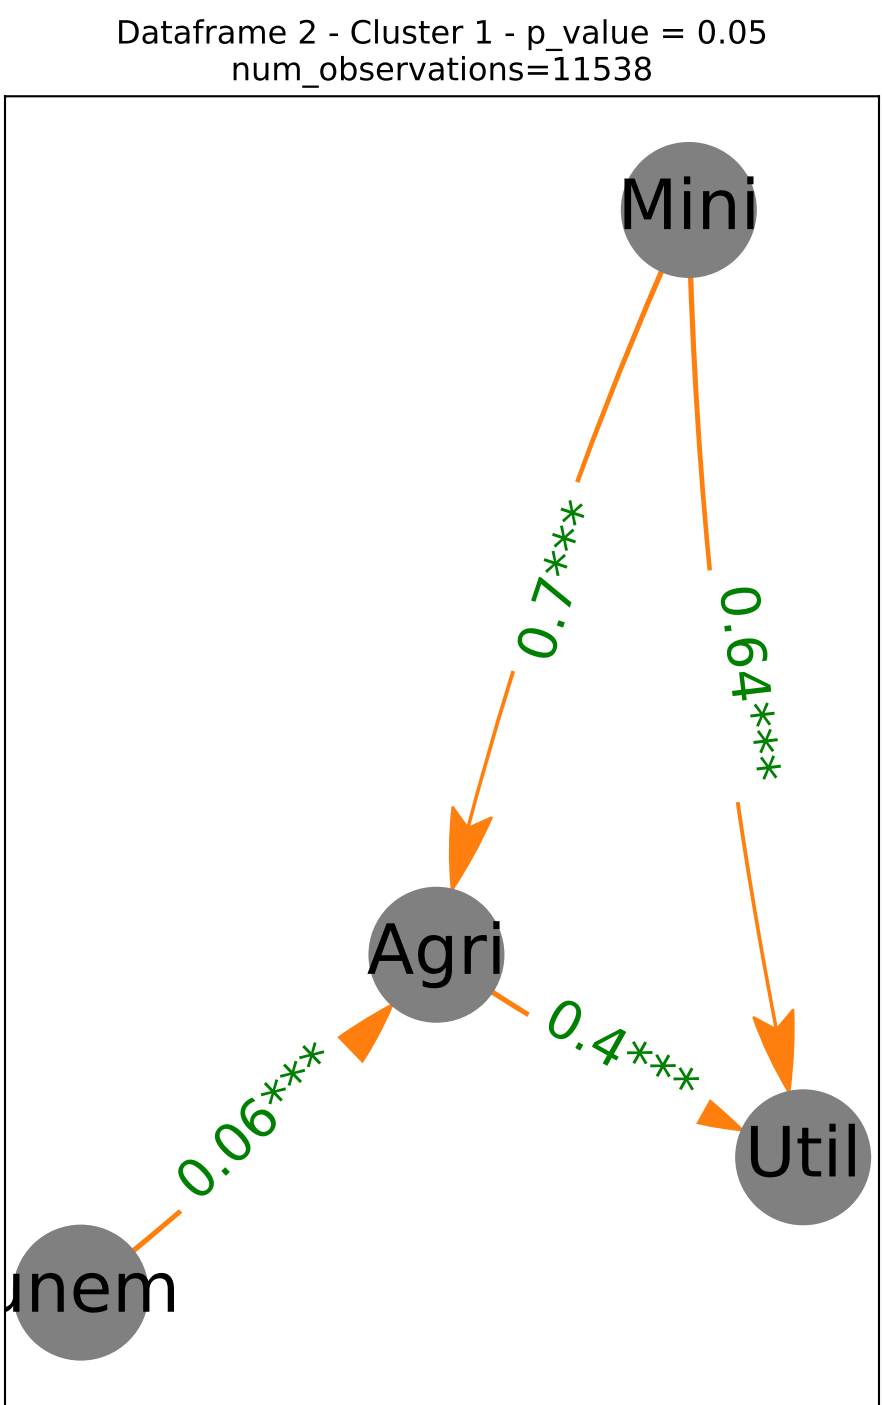 Dataframe 2 - Cluster 1 - p_value = 0.05
num_observations=11538
Mini
0.7***
0.64***
Agri
0.4***
0.06***
Util
unem